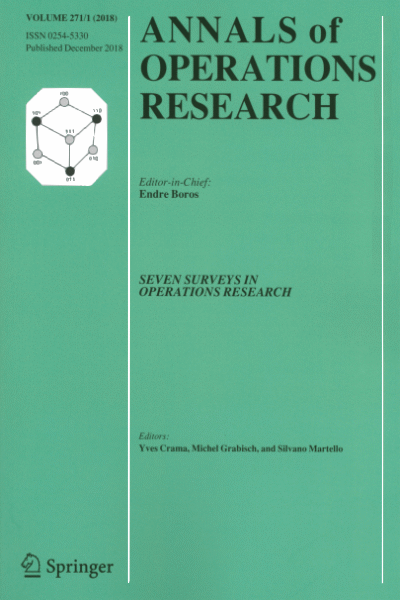 VOLUME 271/1 (2018)
ISSN 0254-5330
Published December 2018
ANNALS of
OPERATIONS
RESEARCH
Editor-in-Chief:
Endre Boros
SEVEN SURVEYS IN
OPERATIONS RESEARCH
Editors:
Yves Crama, Michel Grabisch, and Silvano Martello
Springer